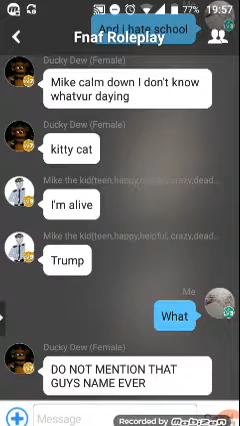 77% 19:57
And i hate school
Fnaf Roleplay
Ducky Dew (Female)
Mike calm down I don't know
whatvur daying
Ducky Dew (Female)
kitty cat
Mike the kid(teen,happy,helpful, crazy,dead...
I'm alive
Mike the kid(teen,happy,helpful, crazy,dead...
Trump
Me
What
Ducky Dew (Female)
DO NOT MENTION THAT
GUYS NAME EVER
Message
Recorded by MobZen